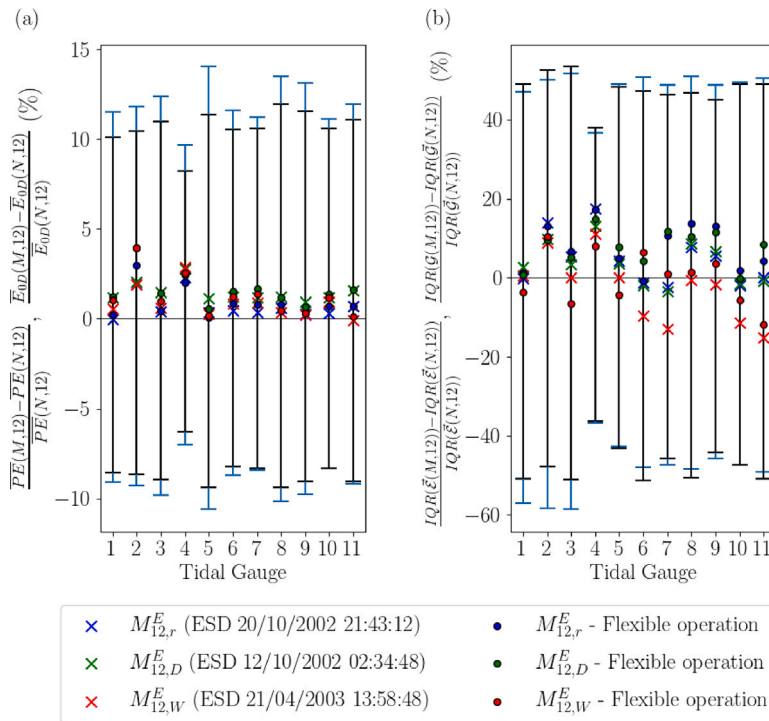 (a)
(b)
\frac{\overline{PE}(M,12)-\overline{PE}(N,12)}{\overline{PE}(N,12)}, \frac{\overline{E}_{0D}(M,12)-\overline{E}_{0D}(N,12)}{\overline{E}_{0D}(N,12)} (%)
15
10
5
0
−5
−10
1 2 3 4 5 6 7 8 9 10 11
Tidal Gauge
\frac{IQR(\vec{\mathcal{E}}(M,12))-IQR(\vec{\mathcal{E}}(N,12))}{IQR(\vec{\mathcal{E}}(N,12))}, \frac{IQR(\vec{\mathcal{G}}(M,12))-IQR(\vec{\mathcal{G}}(N,12))}{IQR(\vec{\mathcal{G}}(N,12))} (%)
40
20
0
−20
−40
−60
1 2 3 4 5 6 7 8 9 10 11
Tidal Gauge
× M^E_{12,r} (ESD 20/10/2002 21:43:12)
× M^E_{12,D} (ESD 12/10/2002 02:34:48)
× M^E_{12,W} (ESD 21/04/2003 13:58:48)
● M^E_{12,r} - Flexible operation
● M^E_{12,D} - Flexible operation
● M^E_{12,W} - Flexible operation